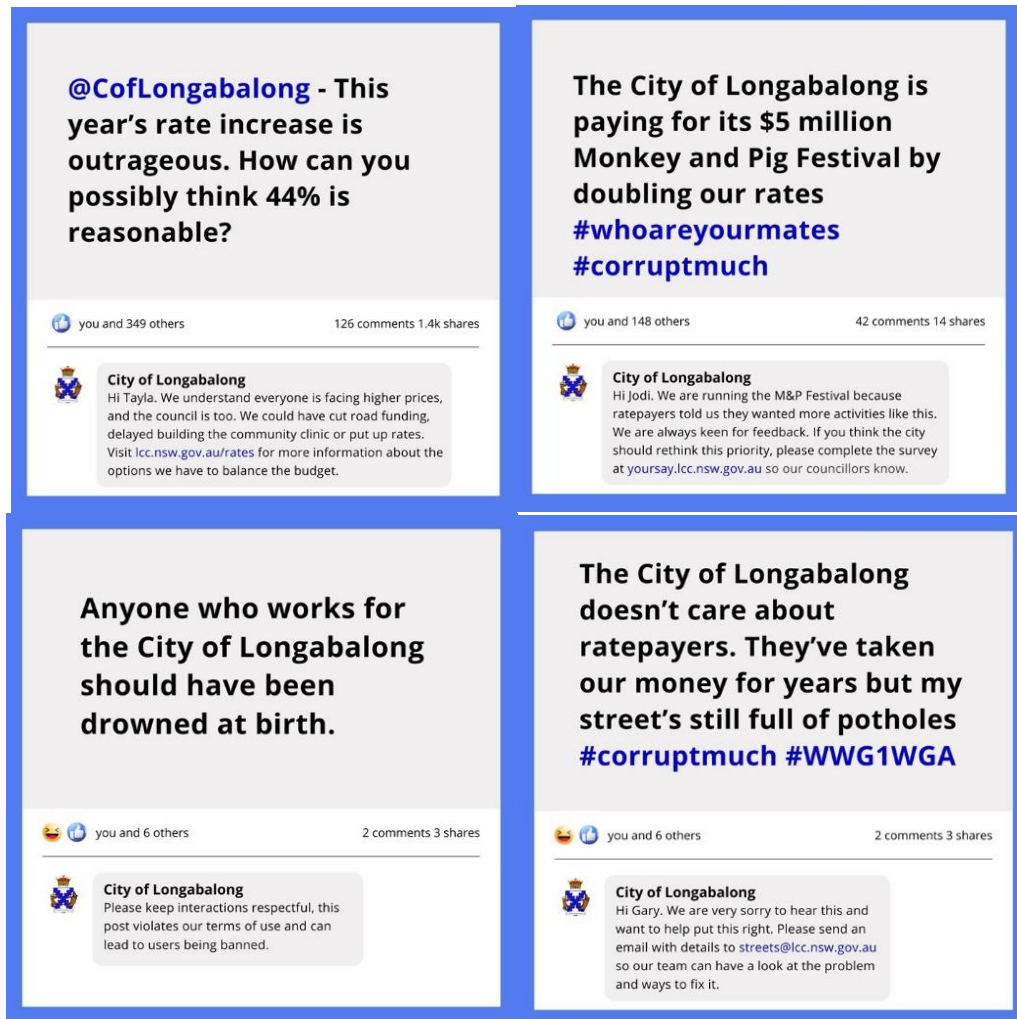 @CofLongabalong - This
year’s rate increase is
outrageous. How can you
possibly think 44% is
reasonable?
you and 349 others
126 comments 1.4k shares
City of Longabalong
Hi Tayla. We understand everyone is facing higher prices,
and the council is too. We could have cut road funding,
delayed building the community clinic or put up rates.
Visit lcc.nsw.gov.au/rates for more information about the
options we have to balance the budget.
The City of Longabalong is
paying for its $5 million
Monkey and Pig Festival by
doubling our rates
#whoareyourmates
#corruptmuch
you and 148 others
42 comments 14 shares
City of Longabalong
Hi Jodi. We are running the M&P Festival because
ratepayers told us they wanted more activities like this.
We are always keen for feedback. If you think the city
should rethink this priority, please complete the survey
at yoursay.lcc.nsw.gov.au so our councillors know.
Anyone who works for
the City of Longabalong
should have been
drowned at birth.
you and 6 others
2 comments 3 shares
City of Longabalong
Please keep interactions respectful, this
post violates our terms of use and can
lead to users being banned.
The City of Longabalong
doesn’t care about
ratepayers. They’ve taken
our money for years but my
street’s still full of potholes
#corruptmuch #WWG1WGA
you and 6 others
2 comments 3 shares
City of Longabalong
Hi Gary. We are very sorry to hear this and
want to help put this right. Please send an
email with details to streets@lcc.nsw.gov.au
so our team can have a look at the problem
and ways to fix it.